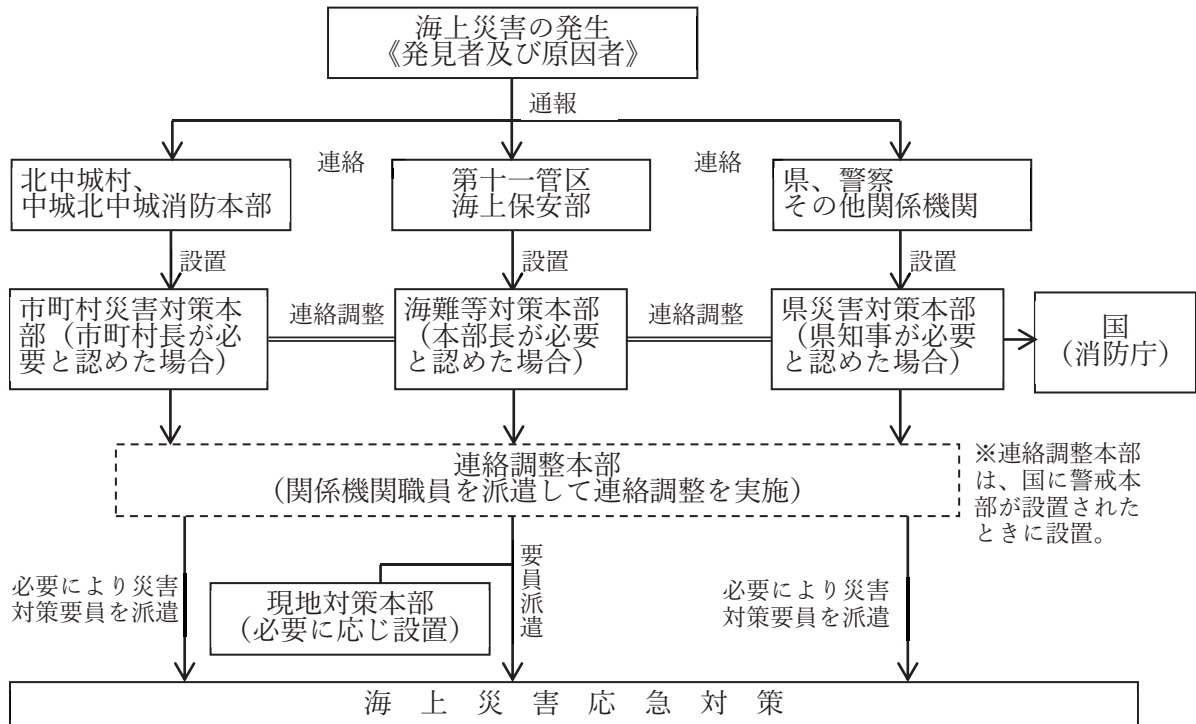 海上災害の発生
《発見者及び原因者》
通報
北中城村、
中城北中城消防本部
連絡
第十一管区
海上保安部
連絡
県、警察
その他関係機関
設置
設置
設置
市町村災害対策本
部（市町村長が必
要と認めた場合）
連絡調整
海難等対策本部
（本部長が必要
と認めた場合）
連絡調整
県災害対策本部
（県知事が必要
と認めた場合）
国
（消防庁）
連絡調整本部
（関係機関職員を派遣して連絡調整を実施）
※連絡調整本部
は、国に警戒本
部が設置された
ときに設置。
必要により災害
対策要員を派遣
現地対策本部
（必要に応じ設置）
要員派遣
必要により災害
対策要員を派遣
海上災害応急対策